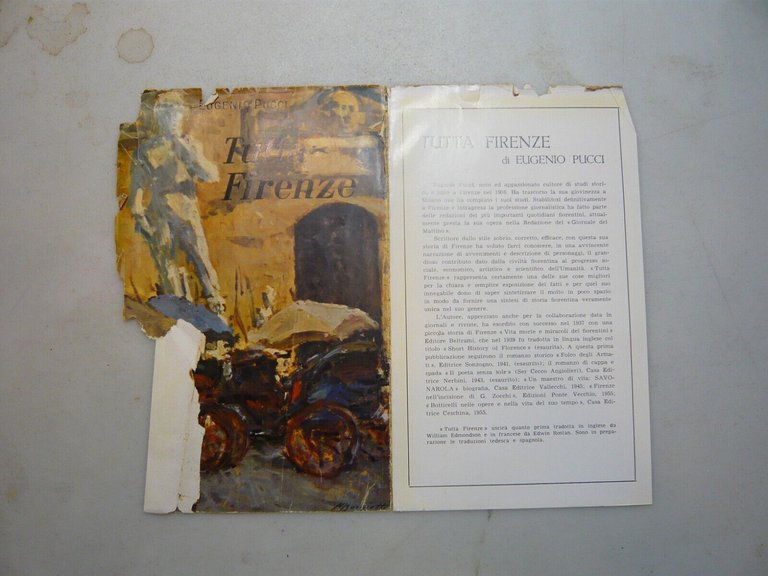 EUGENIO PUCCI
Tutta
Firenze
TUTTA FIRENZE
di EUGENIO PUCCI
Eugenio Pucci, noto ed appassionato cultore di studi stori-
ci, è nato a Firenze nel 1906. Ha trascorso la sua giovinezza a
Milano ove ha compiuto i suoi studi. Stabilitosi definitivamente
a Firenze e intrapresa la professione giornalistica ha fatto parte
delle redazioni dei più importanti quotidiani fiorentini, attual-
mente presta la sua opera nella Redazione del « Giornale del
Mattino ».
Scrittore dallo stile sobrio, corretto, efficace, con questa sua
storia di Firenze ha voluto farci conoscere, in una avvincente
narrazione di avvenimenti e descrizione di personaggi, il gran-
dioso contributo dato dalla civiltà fiorentina al progresso so-
ciale, economico, artistico e scientifico dell'Umanità. « Tutta
Firenze » rappresenta certamente una delle sue cose migliori
per la chiara e semplice esposizione dei fatti e per quel suo
innegabile dono di saper sintetizzare il molto in poco spazio
in modo da fornire una sintesi di storia fiorentina veramente
unica nel suo genere.
L'Autore, apprezzato anche per la collaborazione data in
giornali e riviste, ha esordito con successo nel 1937 con una
piccola storia di Firenze « Vita morte e miracoli dei fiorentini »
Editore Beltrami, che nel 1939 fu tradotta in lingua inglese col
titolo « Short History of Florence » (esaurita). A questa prima
pubblicazione seguirono il romanzo storico « Folco degli Arma-
ti », Editrice Sonzogno, 1941, (esaurito); il romanzo di cappa e
spada « Il poeta senza sole » (Ser Cecco Angiolieri), Casa Edi-
trice Nerbini, 1943, (esaurito); « Un maestro di vita: SAVO-
NAROLA » biografia, Casa Editrice Vallecchi, 1945; « Firenze
nell'incisione di G. Zocchi », Edizioni Ponte Vecchio, 1955;
« Botticelli nelle opere e nella vita del suo tempo », Casa Edi-
trice Ceschina, 1955.
« Tutta Firenze » uscirà quanto prima tradotta in inglese da
William Edmondson e in francese da Edwin Rostan. Sono in prepa-
razione le traduzioni tedesca e spagnola.